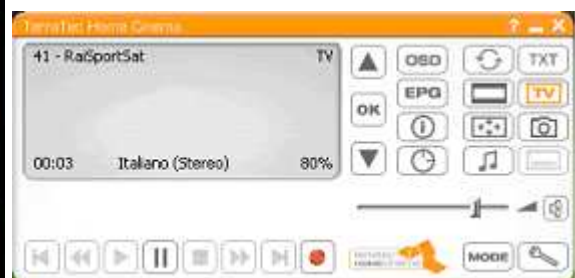 TerraTec Home Cinema
? _ X
41 - RaiSportSat TV
OSD
TXT
EPG
TV
OK
00:03 Italiano (Stereo) 80%
MODE